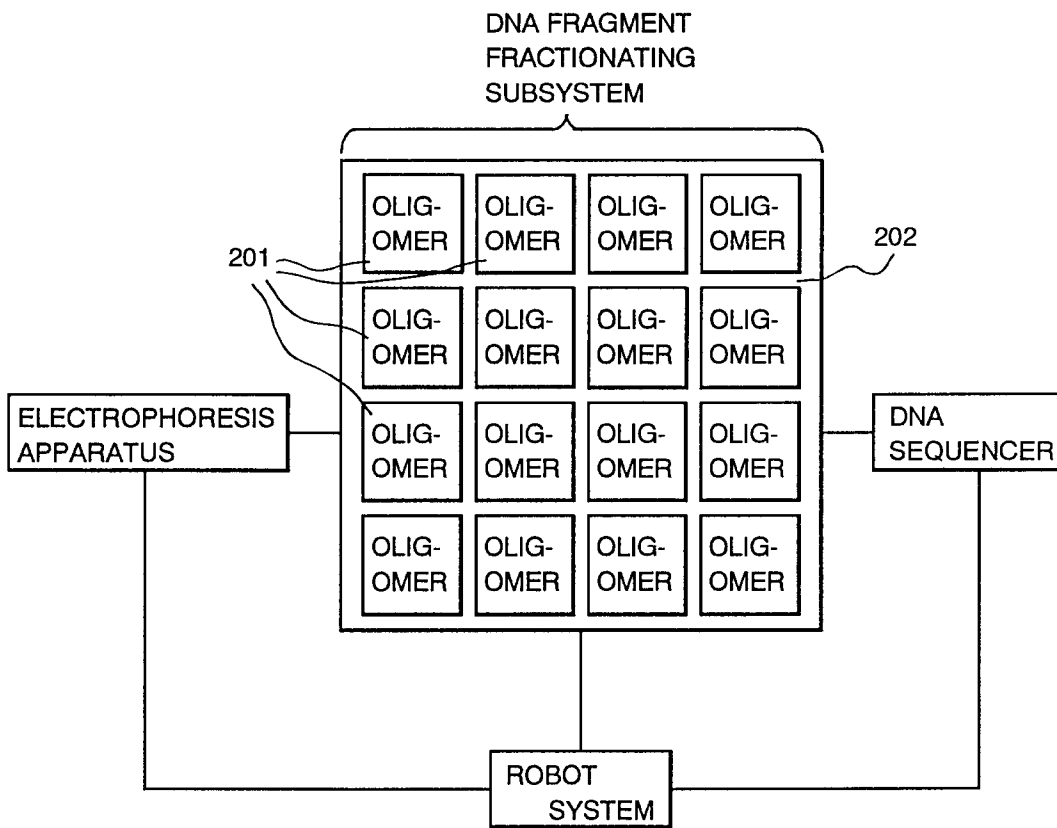 DNA FRAGMENT
FRACTIONATING
SUBSYSTEM
OLIG- OLIG- OLIG- OLIG-
OMER OMER OMER OMER
201
202
OLIG- OLIG- OLIG- OLIG-
OMER OMER OMER OMER
ELECTROPHORESIS
APPARATUS
OLIG- OLIG- OLIG- OLIG-
OMER OMER OMER OMER
DNA
SEQUENCER
OLIG- OLIG- OLIG- OLIG-
OMER OMER OMER OMER
ROBOT
SYSTEM